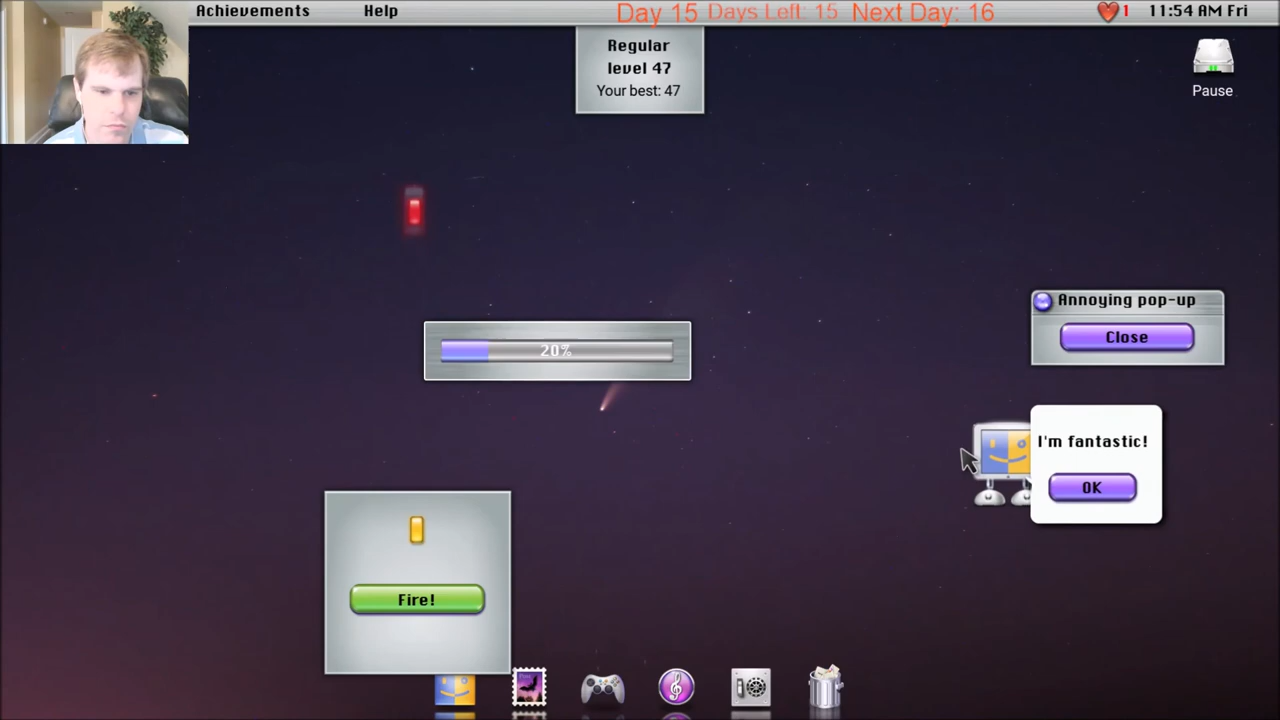 Achievements Help Day 15 Days Left: 15 Next Day: 16 1 11:54 AM Fri
Regular
level 47
Your best: 47
Pause
Annoying pop-up
Close
20%
I'm fantastic!
OK
Fire!